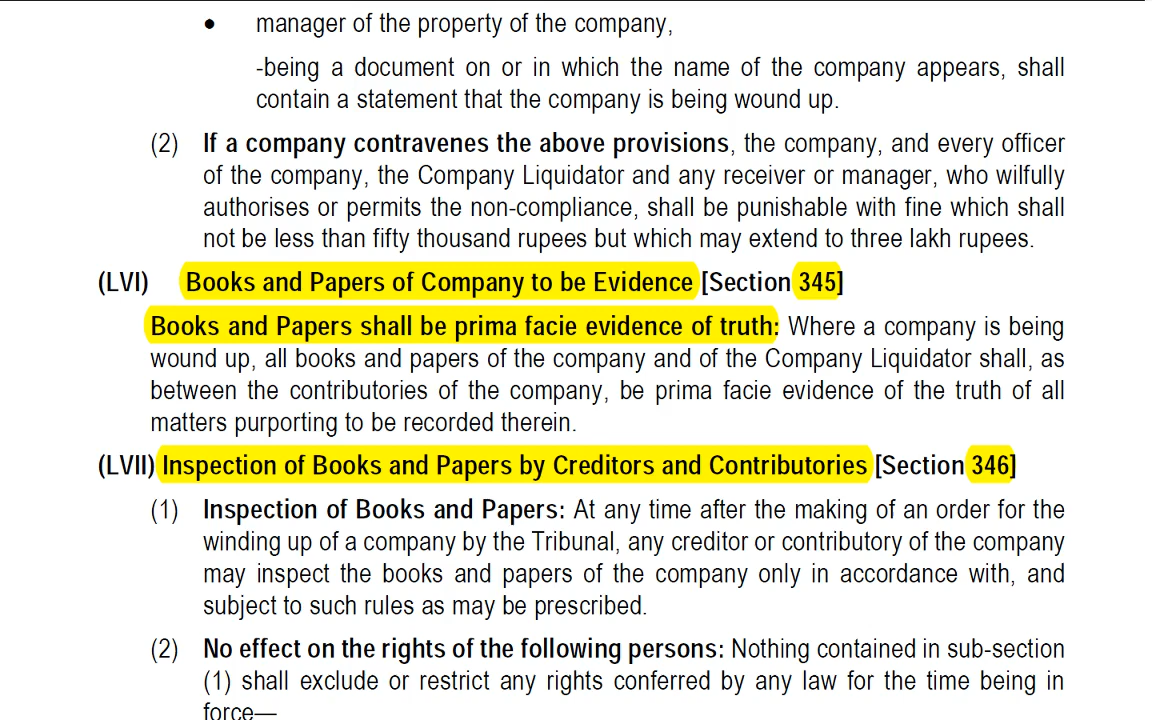 • manager of the property of the company,
-being a document on or in which the name of the company appears, shall
contain a statement that the company is being wound up.
(2) If a company contravenes the above provisions, the company, and every officer
of the company, the Company Liquidator and any receiver or manager, who wilfully
authorises or permits the non-compliance, shall be punishable with fine which shall
not be less than fifty thousand rupees but which may extend to three lakh rupees.
(LVI) Books and Papers of Company to be Evidence [Section 345]
Books and Papers shall be prima facie evidence of truth: Where a company is being
wound up, all books and papers of the company and of the Company Liquidator shall, as
between the contributories of the company, be prima facie evidence of the truth of all
matters purporting to be recorded therein.
(LVII) Inspection of Books and Papers by Creditors and Contributories [Section 346]
(1) Inspection of Books and Papers: At any time after the making of an order for the
winding up of a company by the Tribunal, any creditor or contributory of the company
may inspect the books and papers of the company only in accordance with, and
subject to such rules as may be prescribed.
(2) No effect on the rights of the following persons: Nothing contained in sub-section
(1) shall exclude or restrict any rights conferred by any law for the time being in
force—